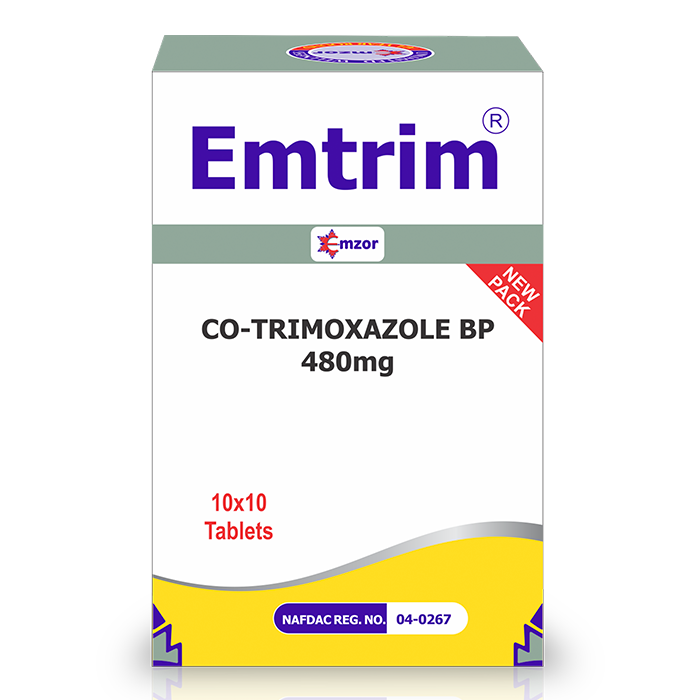 Emtrim®
emzor
NEW
PACK
CO-TRIMOXAZOLE BP
480mg
10x10
Tablets
NAFDAC REG. NO. 04-0267